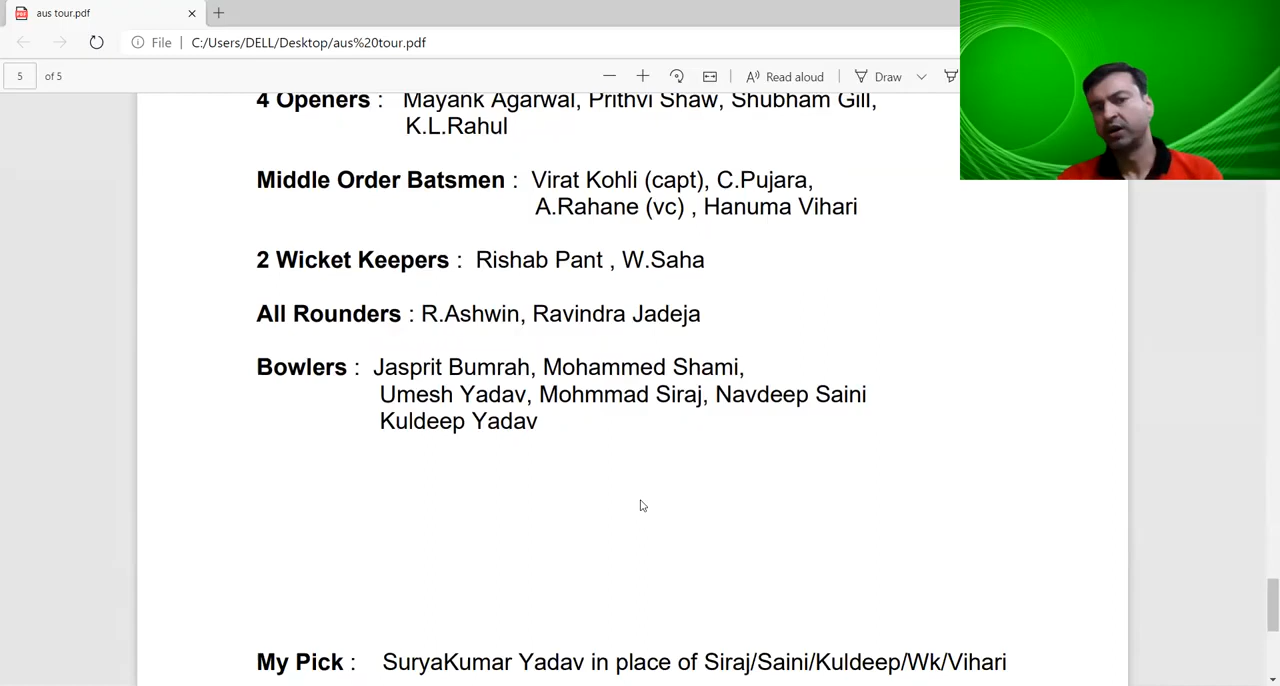 aus tour.pdf
File | C:/Users/DELL/Desktop/aus%20tour.pdf
5 of 5
Read aloud
Draw
4 Openers : Mayank Agarwal, Prithvi Shaw, Shubham Gill,
K.L.Rahul
Middle Order Batsmen : Virat Kohli (capt), C.Pujara,
A.Rahane (vc) , Hanuma Vihari
2 Wicket Keepers : Rishab Pant , W.Saha
All Rounders : R.Ashwin, Ravindra Jadeja
Bowlers : Jasprit Bumrah, Mohammed Shami,
Umesh Yadav, Mohmmad Siraj, Navdeep Saini
Kuldeep Yadav
My Pick : SuryaKumar Yadav in place of Siraj/Saini/Kuldeep/Wk/Vihari